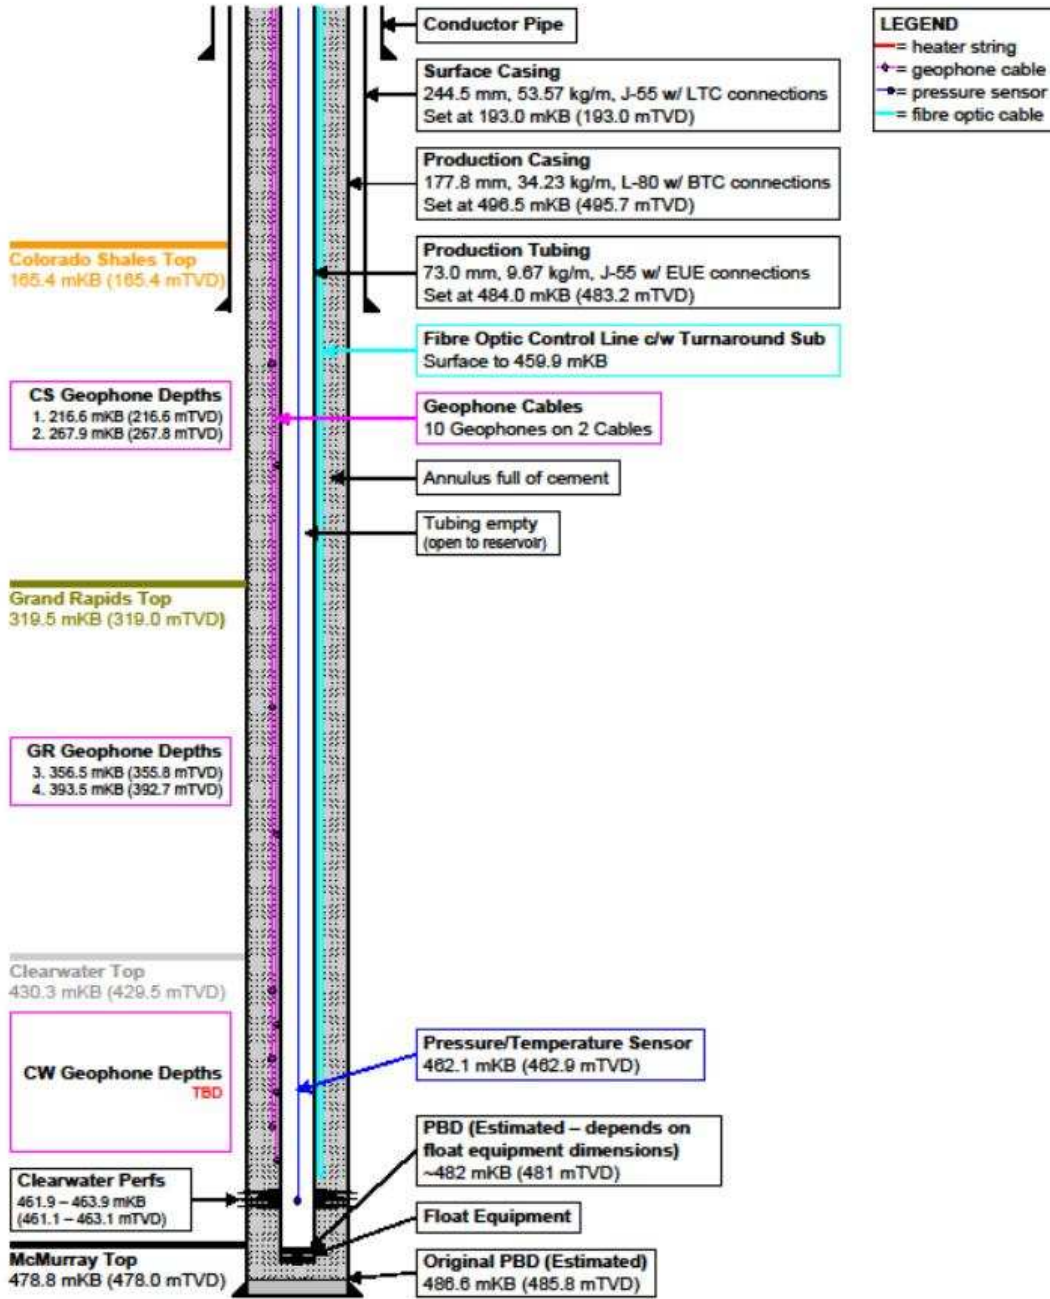 Conductor Pipe
LEGEND
= heater string
= geophone cable
= pressure sensor
= fibre optic cable
Surface Casing
244.5 mm, 53.57 kg/m, J-55 w/ LTC connections
Set at 193.0 mKB (193.0 mTVD)
Production Casing
177.8 mm, 34.23 kg/m, L-80 w/ BTC connections
Set at 496.5 mKB (495.7 mTVD)
Colorado Shales Top
165.4 mKB (165.4 mTVD)
Production Tubing
73.0 mm, 9.67 kg/m, J-55 w/ EUE connections
Set at 484.0 mKB (483.2 mTVD)
Fibre Optic Control Line c/w Turnaround Sub
Surface to 459.9 mKB
CS Geophone Depths
1. 216.6 mKB (216.6 mTVD)
2. 267.9 mKB (267.8 mTVD)
Geophone Cables
10 Geophones on 2 Cables
Annulus full of cement
Tubing empty
(open to reservoir)
Grand Rapids Top
319.5 mKB (319.0 mTVD)
GR Geophone Depths
3. 356.5 mKB (355.8 mTVD)
4. 393.5 mKB (392.7 mTVD)
Clearwater Top
430.3 mKB (429.5 mTVD)
CW Geophone Depths
TBD
Pressure/Temperature Sensor
462.1 mKB (462.9 mTVD)
PBD (Estimated – depends on
float equipment dimensions)
~482 mKB (481 mTVD)
Clearwater Perfs
461.9 – 463.9 mKB
(461.1 – 463.1 mTVD)
Float Equipment
McMurray Top
478.8 mKB (478.0 mTVD)
Original PBD (Estimated)
486.6 mKB (485.8 mTVD)